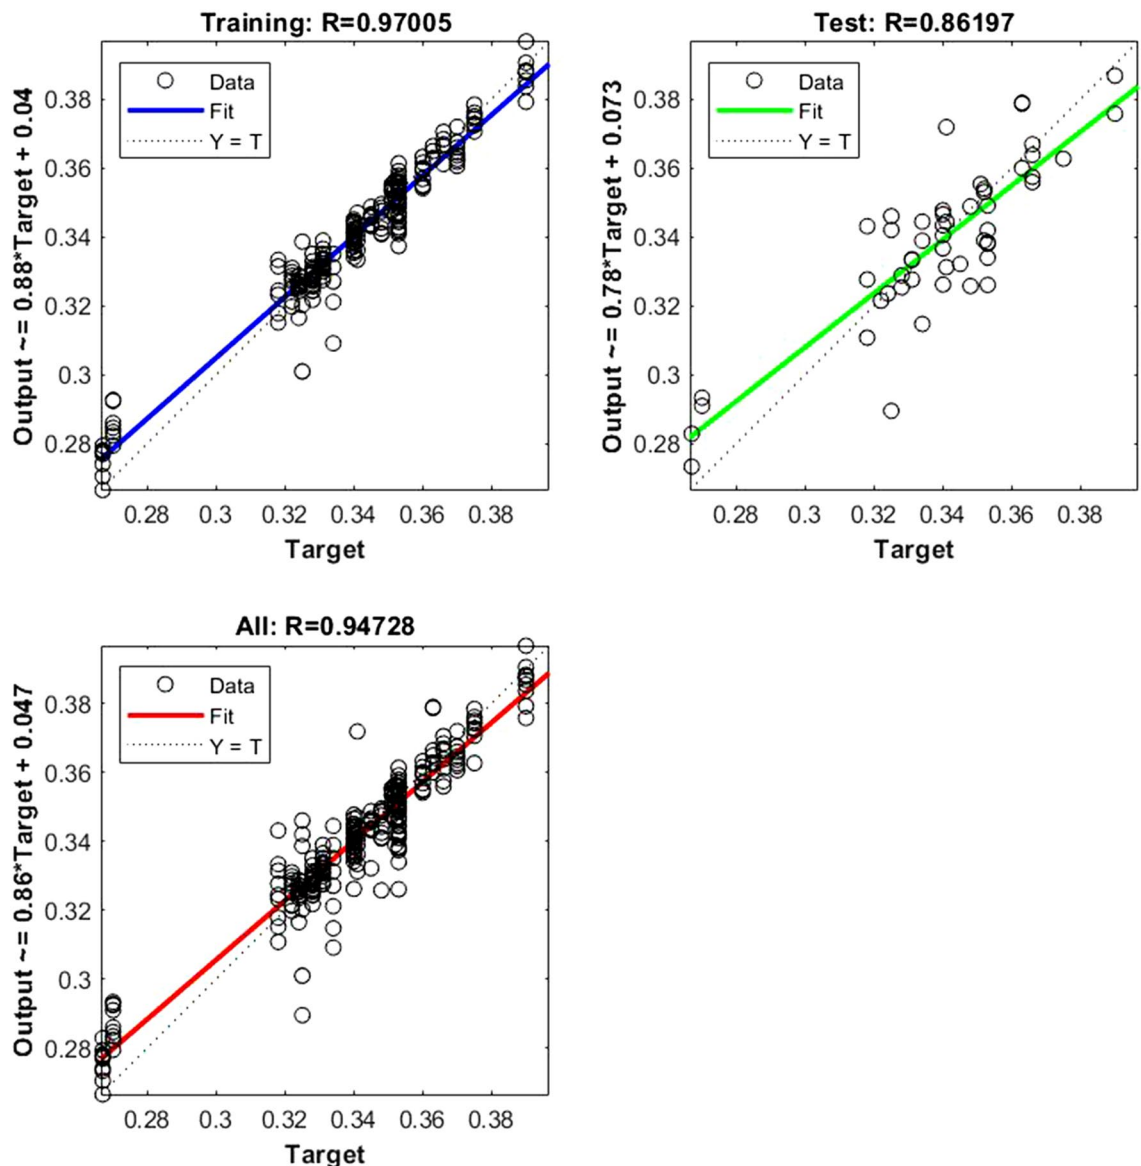 Training: R=0.97005
Data
Fit
Y = T
Output ~= 0.88*Target + 0.04
0.38
0.36
0.34
0.32
0.3
0.28
0.28 0.3 0.32 0.34 0.36 0.38
Target
Test: R=0.86197
Data
Fit
Y = T
Output ~= 0.78*Target + 0.073
0.38
0.36
0.34
0.32
0.3
0.28
0.28 0.3 0.32 0.34 0.36 0.38
Target
All: R=0.94728
Data
Fit
Y = T
Output ~= 0.86*Target + 0.047
0.38
0.36
0.34
0.32
0.3
0.28
0.28 0.3 0.32 0.34 0.36 0.38
Target